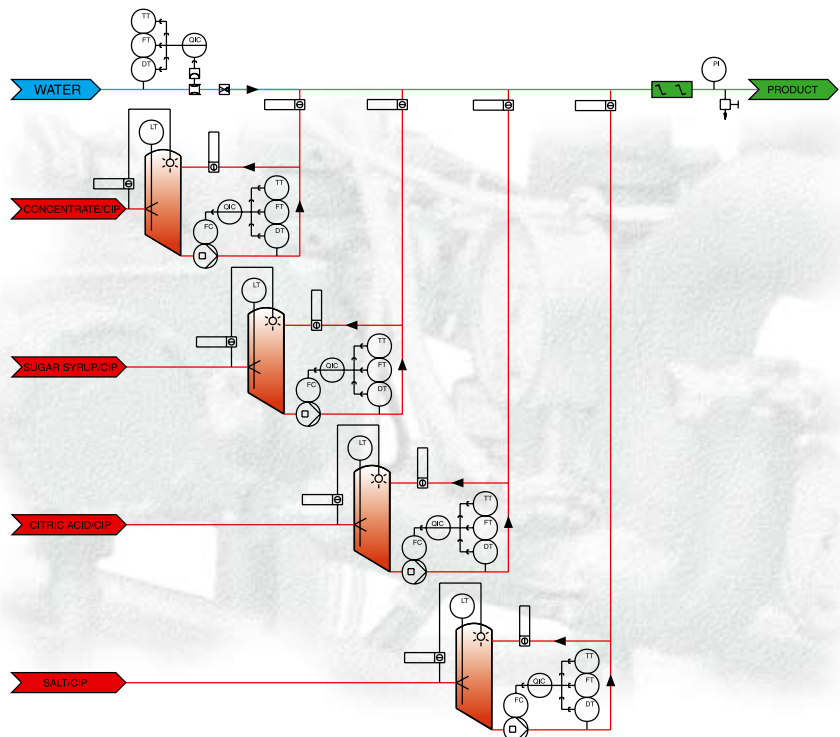 TT
FT
QIC
DT
PI
WATER
PRODUCT
LT
CONCENTRATE/CIP
TT
QIC
FT
FC
DT
LT
SUGAR SYRUP/CIP
TT
QIC
FT
FC
DT
LT
CITRIC ACID/CIP
TT
QIC
FT
FC
DT
LT
SALT/CIP
TT
QIC
FT
FC
DT